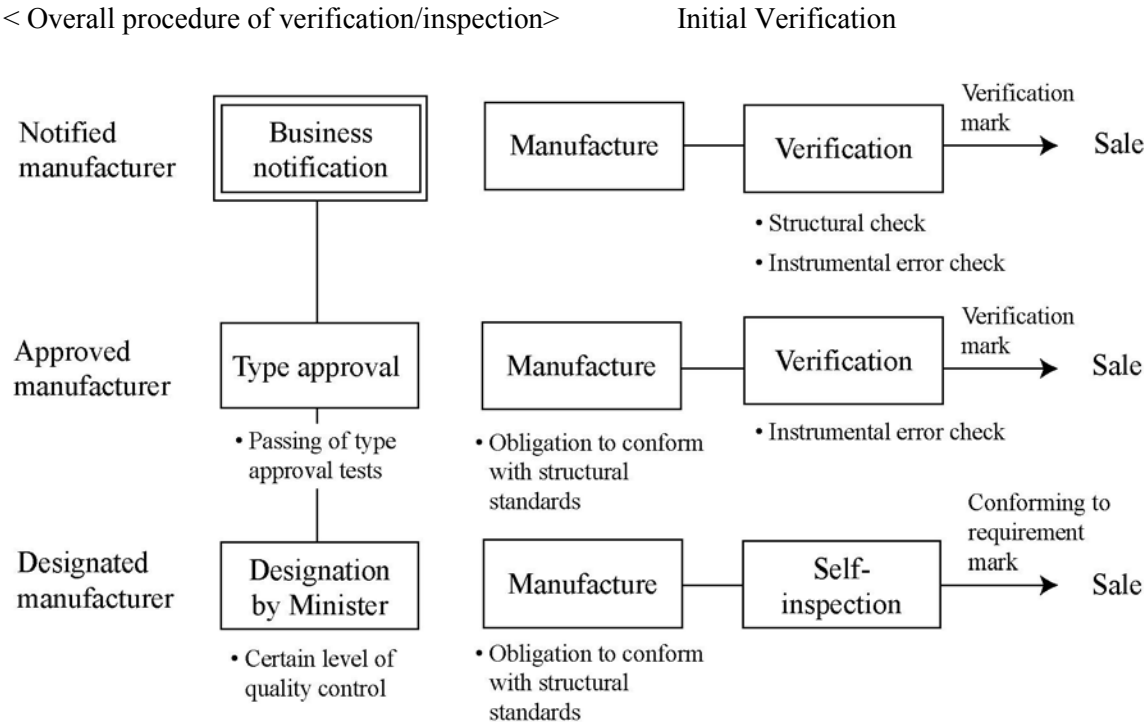 < Overall procedure of verification/inspection>
Initial Verification
Notified
manufacturer
Business
notification
Manufacture
Verification
Verification
mark
Sale
• Structural check
• Instrumental error check
Approved
manufacturer
Type approval
• Passing of type
approval tests
Manufacture
• Obligation to conform
with structural
standards
Verification
• Instrumental error check
Verification
mark
Sale
Designated
manufacturer
Designation
by Minister
• Certain level of
quality control
Manufacture
• Obligation to conform
with structural
standards
Self-
inspection
Conforming to
requirement
mark
Sale